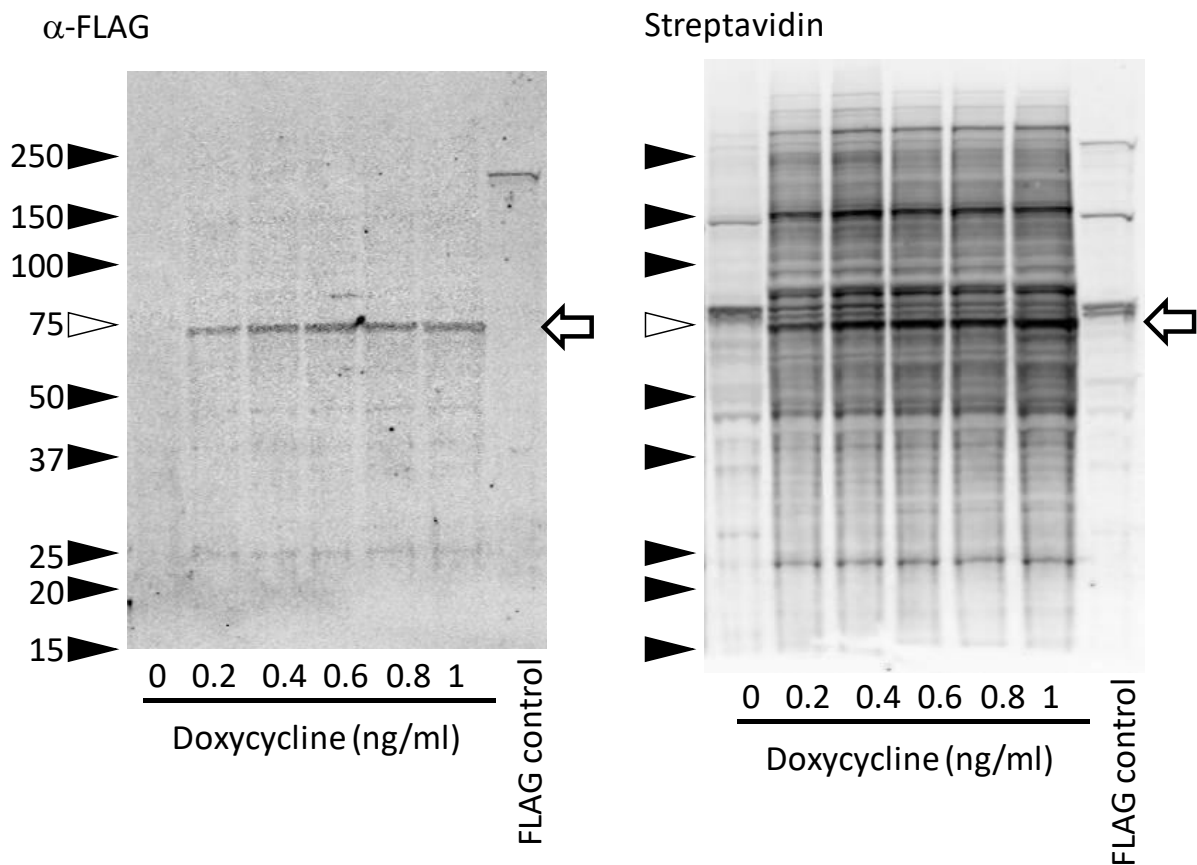 α-FLAG
250
150
100
75
50
37
25
20
15
0 0.2 0.4 0.6 0.8 1
Doxycycline (ng/ml)
FLAG control
Streptavidin
0 0.2 0.4 0.6 0.8 1
Doxycycline (ng/ml)
FLAG control